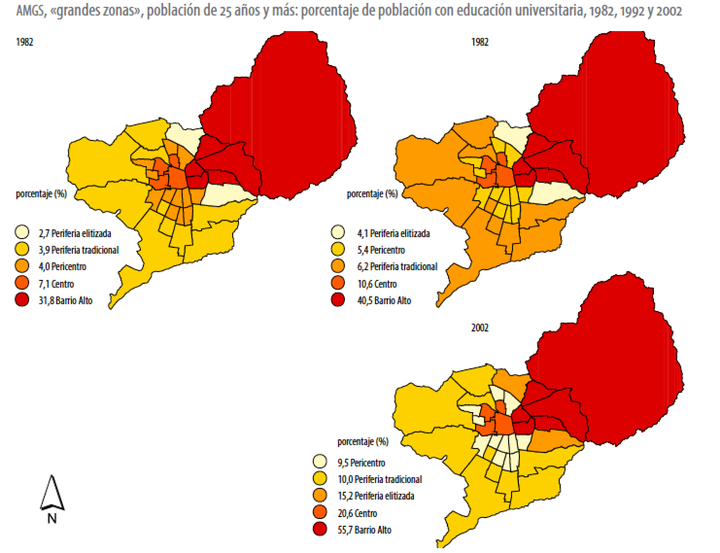 AMGS, «grandes zonas», población de 25 años y más: porcentaje de población con educación universitaria, 1982, 1992 y 2002
1982
porcentaje (%)
2,7 Periferia elitizada
3,9 Periferia tradicional
4,0 Pericentro
7,1 Centro
31,8 Barrio Alto
1982
porcentaje (%)
4,1 Periferia elitizada
5,4 Pericentro
6,2 Periferia tradicional
10,6 Centro
40,5 Barrio Alto
2002
porcentaje (%)
9,5 Pericentro
10,0 Periferia tradicional
15,2 Periferia elitizada
20,6 Centro
55,7 Barrio Alto
N